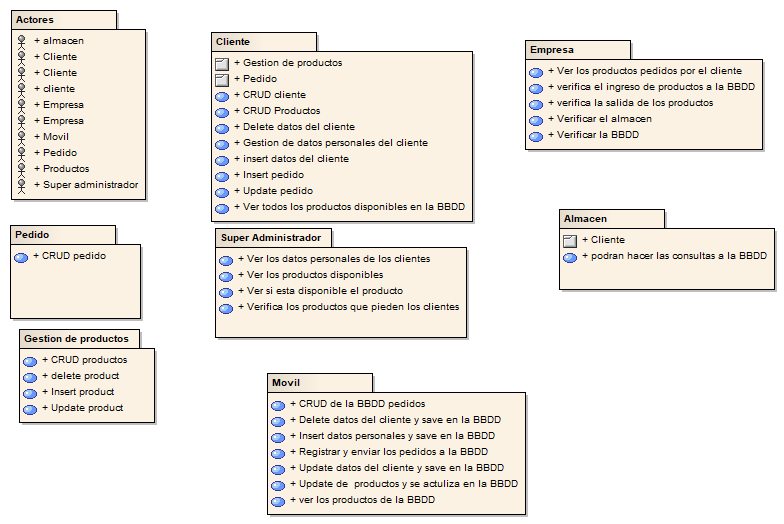 Actores
+ almacen
+ Cliente
+ Cliente
+ cliente
+ Empresa
+ Empresa
+ Movil
+ Pedido
+ Productos
+ Super administrador
Cliente
+ Gestion de productos
+ Pedido
+ CRUD cliente
+ CRUD Productos
+ Delete datos del cliente
+ Gestion de datos personales del cliente
+ insert datos del cliente
+ Insert pedido
+ Update pedido
+ Ver todos los productos disponibles en la BBDD
Empresa
+ Ver los productos pedidos por el cliente
+ verifica el ingreso de productos a la BBDD
+ verifica la salida de los productos
+ Verificar el almacen
+ Verificar la BBDD
Pedido
+ CRUD pedido
Super Administrador
+ Ver los datos personales de los clientes
+ Ver los productos disponibles
+ Ver si esta disponible el producto
+ Verifica los productos que pieden los clientes
Almacen
+ Cliente
+ podran hacer las consultas a la BBDD
Gestion de productos
+ CRUD productos
+ delete product
+ Insert product
+ Update product
Movil
+ CRUD de la BBDD pedidos
+ Delete datos del cliente y save en la BBDD
+ Insert datos personales y save en la BBDD
+ Registrar y enviar los pedidos a la BBDD
+ Update datos del cliente y save en la BBDD
+ Update de  productos y se actuliza en la BBDD
+ ver los productos de la BBDD